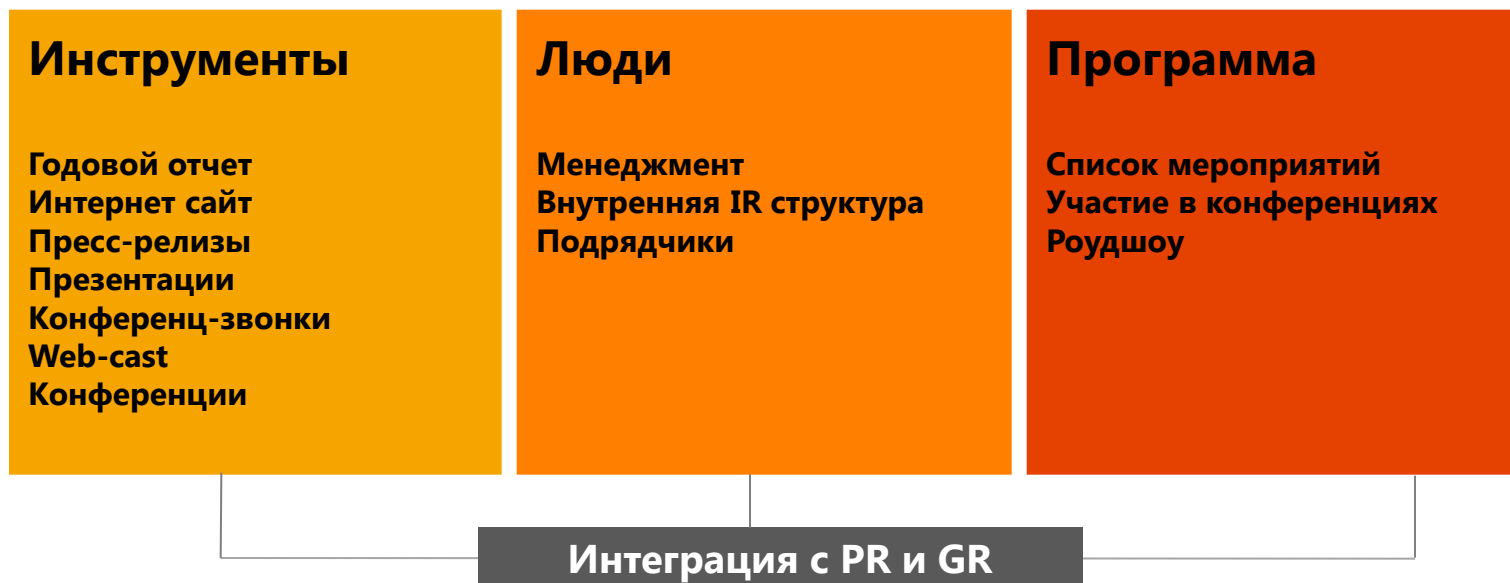 Инструменты
Годовой отчет
Интернет сайт
Пресс-релизы
Презентации
Конференц-звонки
Web-cast
Конференции
Люди
Менеджмент
Внутренняя IR структура
Подрядчики
Программа
Список мероприятий
Участие в конференциях
Роудшоу
Интеграция с PR и GR